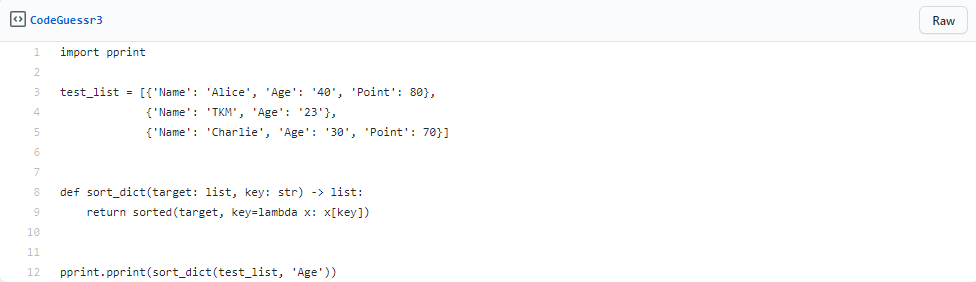 CodeGuessr3
Raw
1 import pprint
2
3 test_list = [{'Name': 'Alice', 'Age': '40', 'Point': 80},
4              {'Name': 'TKM', 'Age': '23'},
5              {'Name': 'Charlie', 'Age': '30', 'Point': 70}]
6
7
8 def sort_dict(target: list, key: str) -> list:
9     return sorted(target, key=lambda x: x[key])
10
11
12 pprint.pprint(sort_dict(test_list, 'Age'))